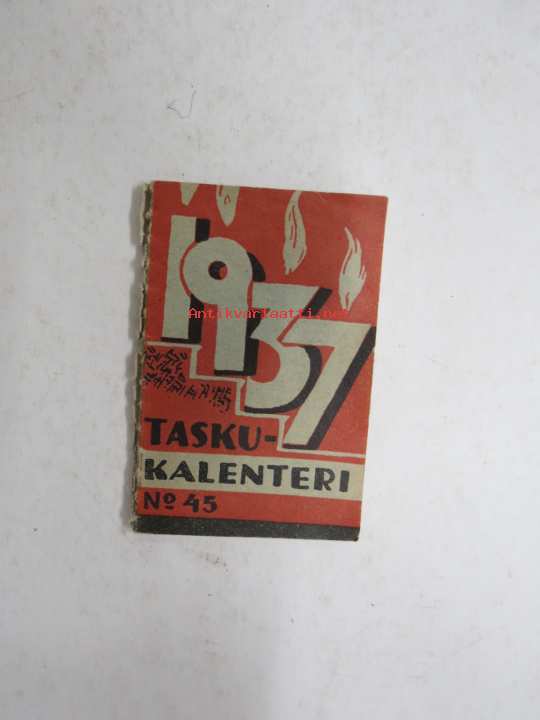 1937
Antikvariaatti.net
TASKU-
KALENTERI
No 45